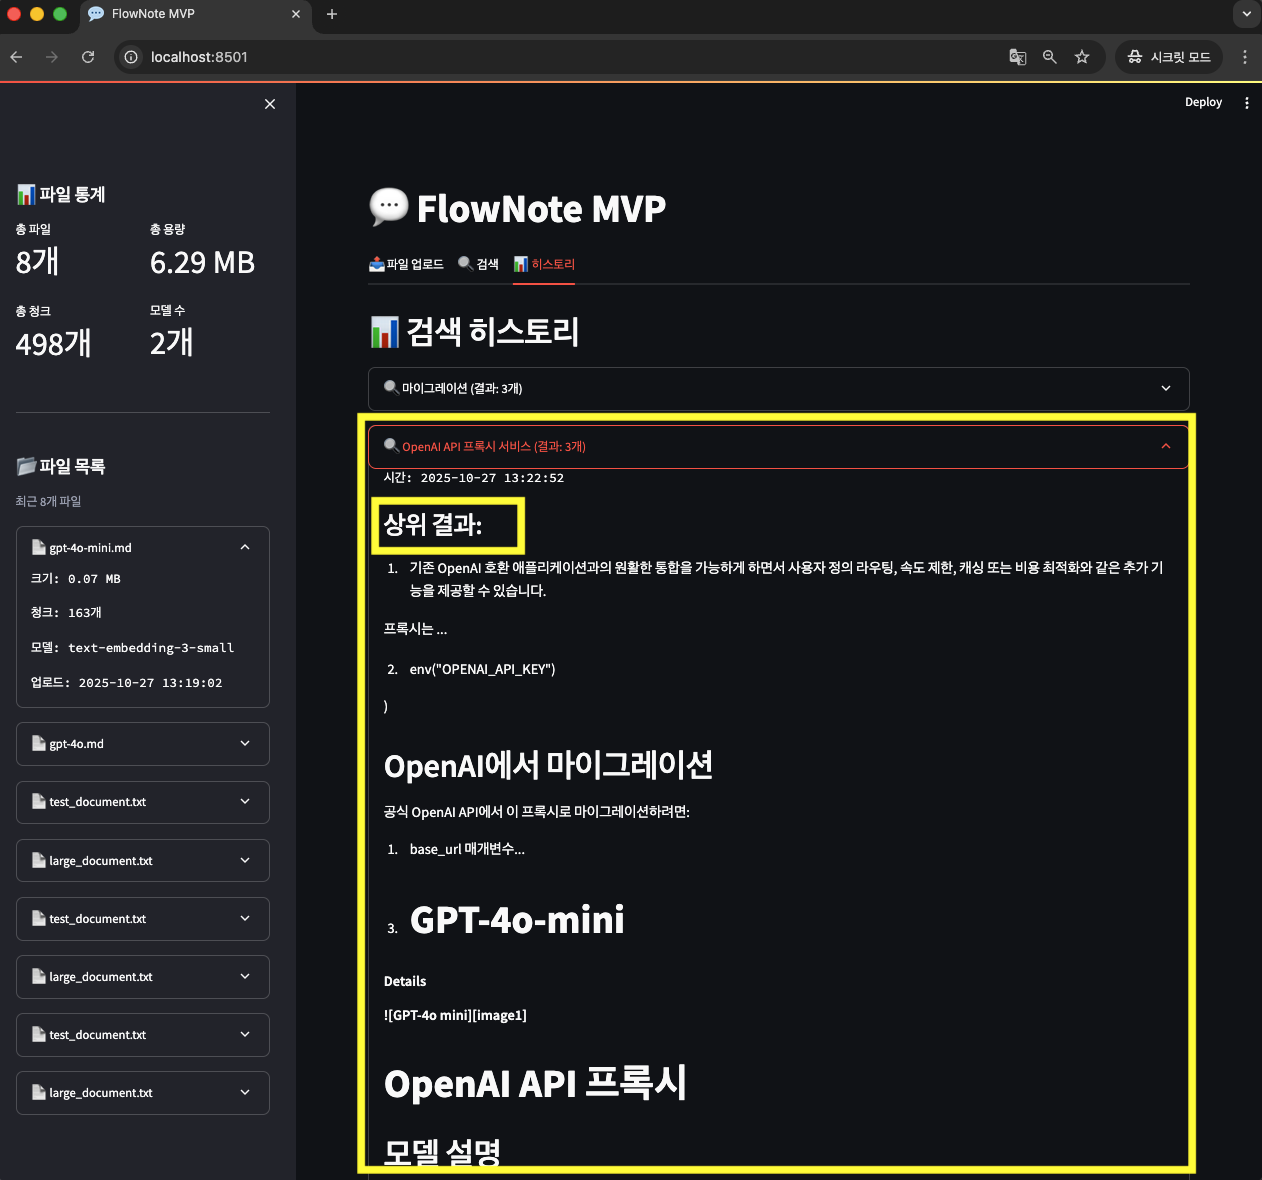 FlowNote MVP
localhost:8501
시크릿 모드
Deploy
파일 통계
총 파일
총 용량
8개
6.29 MB
총 청크
모델 수
498개
2개
파일 목록
최근 8개 파일
gpt-4o-mini.md
크기: 0.07 MB
청크: 163개
모델: text-embedding-3-small
업로드: 2025-10-27 13:19:02
gpt-4o.md
test_document.txt
large_document.txt
test_document.txt
large_document.txt
test_document.txt
large_document.txt
FlowNote MVP
파일 업로드
검색
히스토리
검색 히스토리
마이그레이션 (결과: 3개)
OpenAI API 프록시 서비스 (결과: 3개)
시간: 2025-10-27 13:22:52
상위 결과:
1. 기존 OpenAI 호환 애플리케이션과의 원활한 통합을 가능하게 하면서 사용자 정의 라우팅, 속도 제한, 캐싱 또는 비용 최적화와 같은 추가 기
능을 제공할 수 있습니다.
프록시는 ...
2. env("OPENAI_API_KEY")
)
OpenAI에서 마이그레이션
공식 OpenAI API에서 이 프록시로 마이그레이션하려면:
1. base_url 매개변수...
3. GPT-4o-mini
Details
![GPT-4o mini][image1]
OpenAI API 프록시
모델 설명